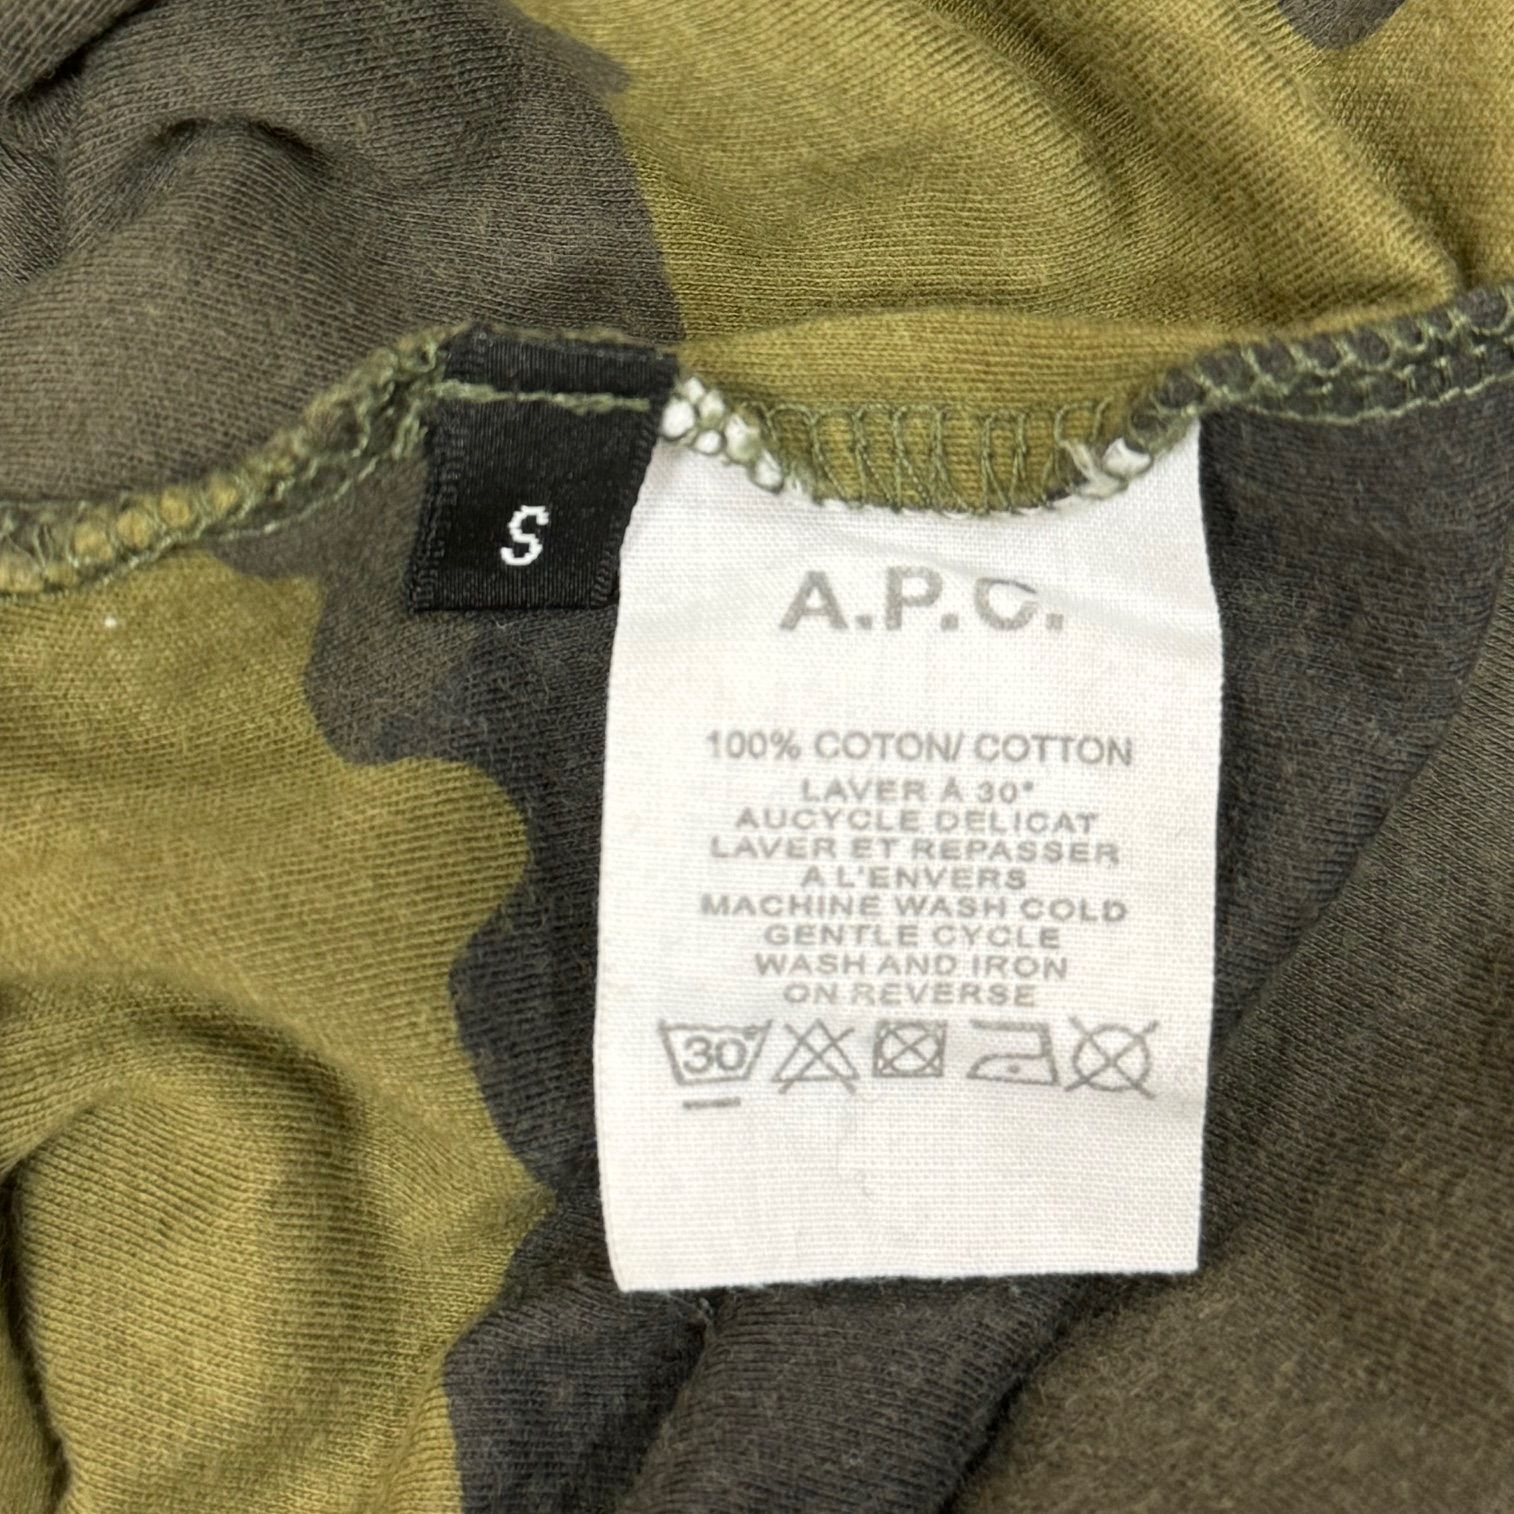 S
A.P.C.
100% COTON/ COTTON
LAVER À 30°
AUCYCLE DELICAT
LAVER ET REPASSER
A L'ENVERS
MACHINE WASH COLD
GENTLE CYCLE
WASH AND IRON
ON REVERSE
30°